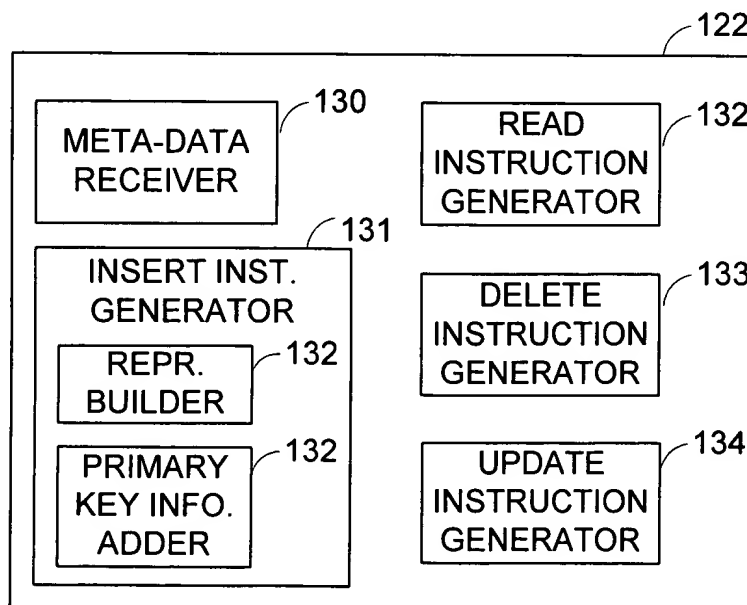 122
META-DATA
RECEIVER
130
READ
INSTRUCTION
GENERATOR
132
131
INSERT INST.
GENERATOR
REPR.
BUILDER
132
PRIMARY
KEY INFO.
ADDER
132
DELETE
INSTRUCTION
GENERATOR
133
UPDATE
INSTRUCTION
GENERATOR
134